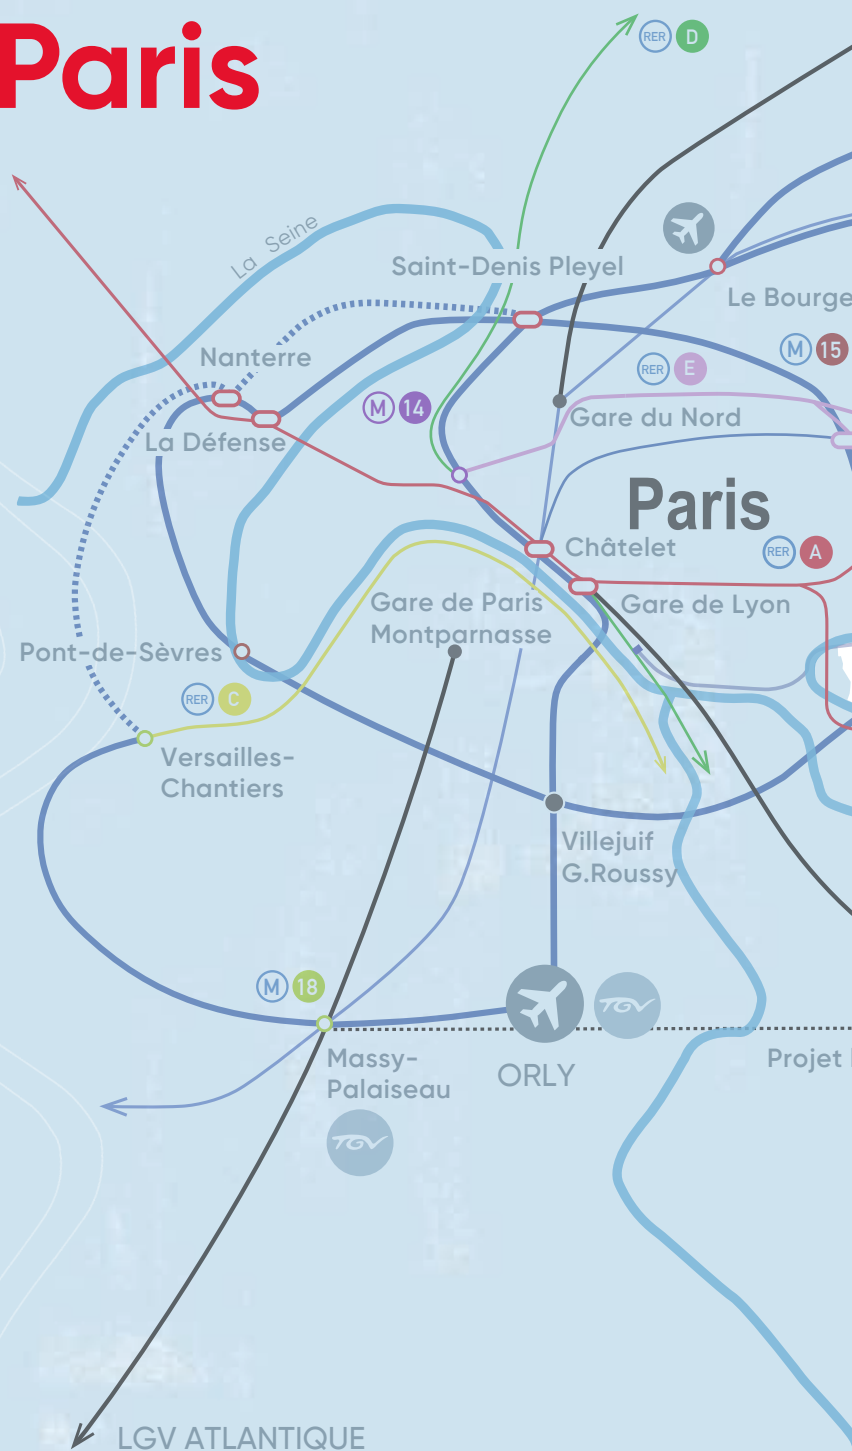 Paris
RER D
La Seine
Saint-Denis Pleyel
Le Bourge
Nanterre
M 15
RER E
M 14
Gare du Nord
La Défense
Paris
Châtelet
RER A
Gare de Paris
Montparnasse
Gare de Lyon
Pont-de-Sèvres
RER C
Versailles-
Chantiers
Villejuif
G.Roussy
M 18
TGV
Massy-
Palaiseau
ORLY
Projet
TGV
LGV ATLANTIQUE